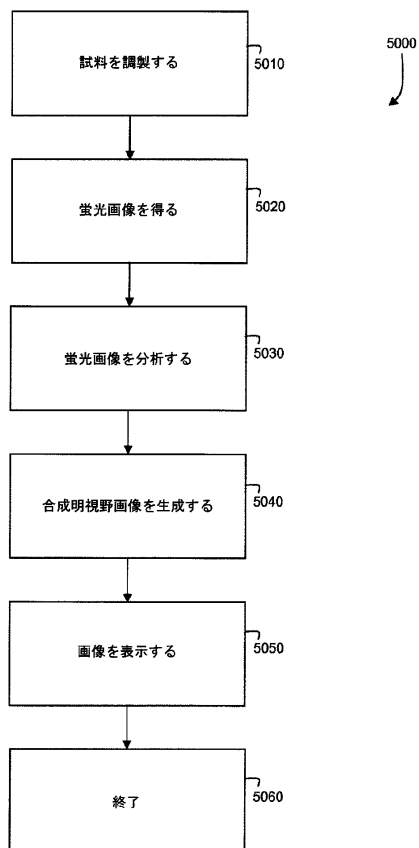 5000
試料を調製する
5010
蛍光画像を得る
5020
蛍光画像を分析する
5030
合成明視野画像を生成する
5040
画像を表示する
5050
終了
5060